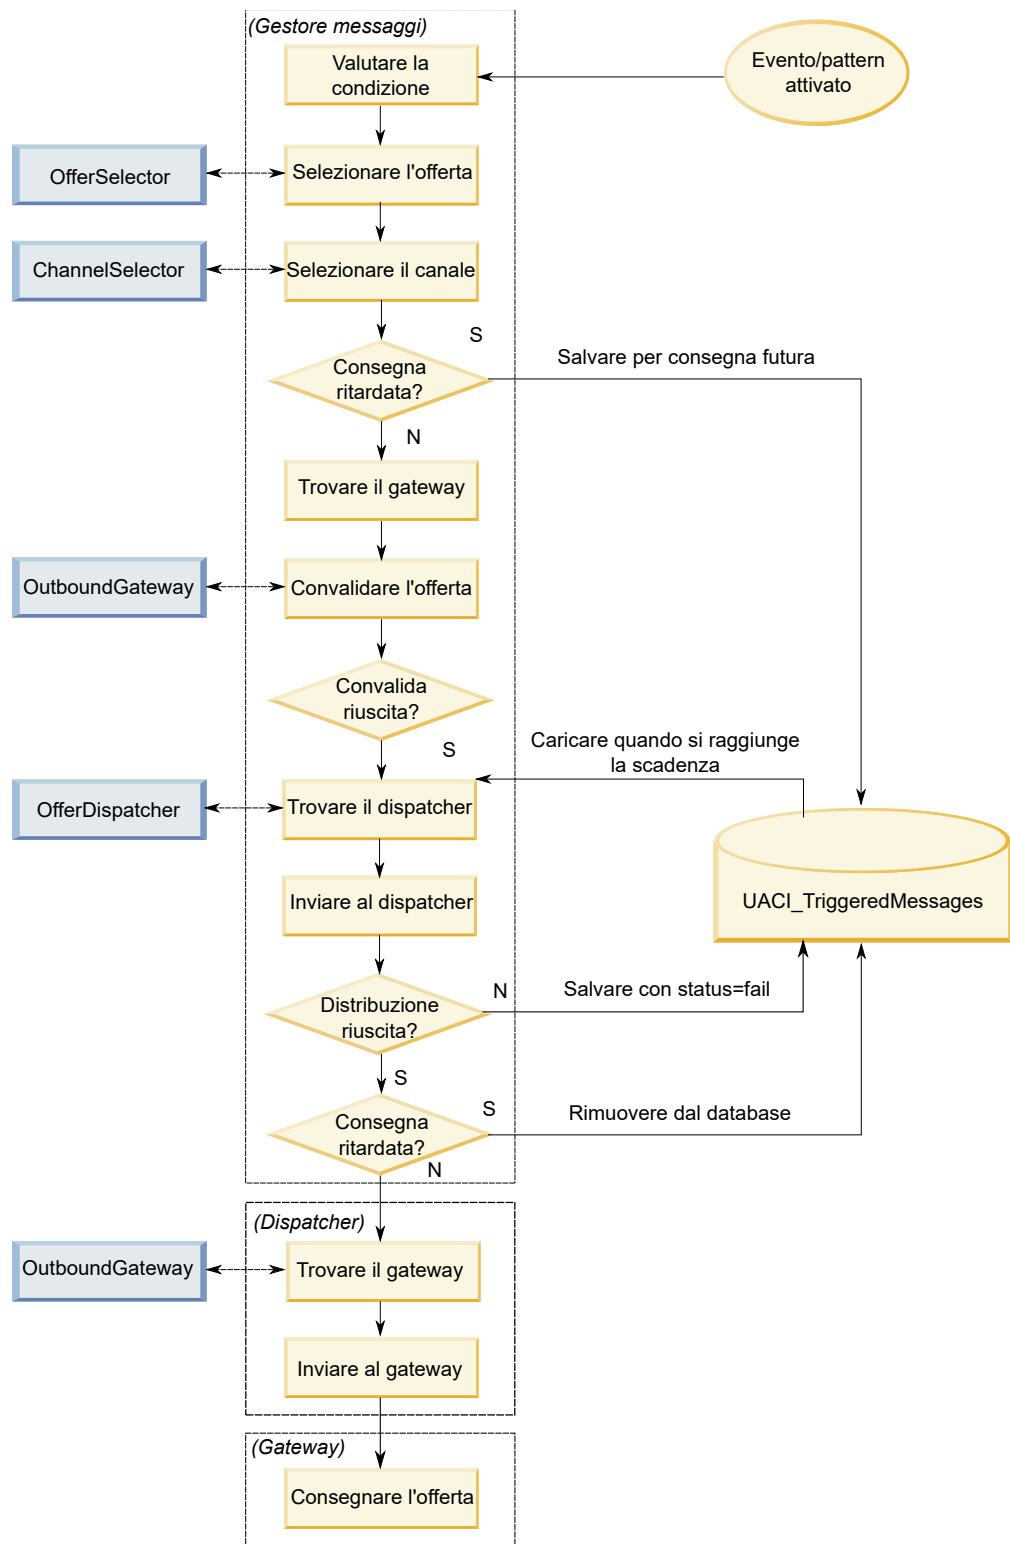 (Gestore messaggi)
Valutare la
condizione
Evento/pattern
attivato
OfferSelector
Selezionare l'offerta
ChannelSelector
Selezionare il canale
S
Consegna
ritardata?
Salvare per consegna futura
N
Trovare il gateway
OutboundGateway
Convalidare l'offerta
Convalida
riuscita?
S
Caricare quando si raggiunge
la scadenza
OfferDispatcher
Trovare il dispatcher
UACI_TriggeredMessages
Inviare al dispatcher
Distribuzione
riuscita?
N
Salvare con status=fail
S
Consegna
ritardata?
S
Rimuovere dal database
N
(Dispatcher)
OutboundGateway
Trovare il gateway
Inviare al gateway
(Gateway)
Consegnare l'offerta